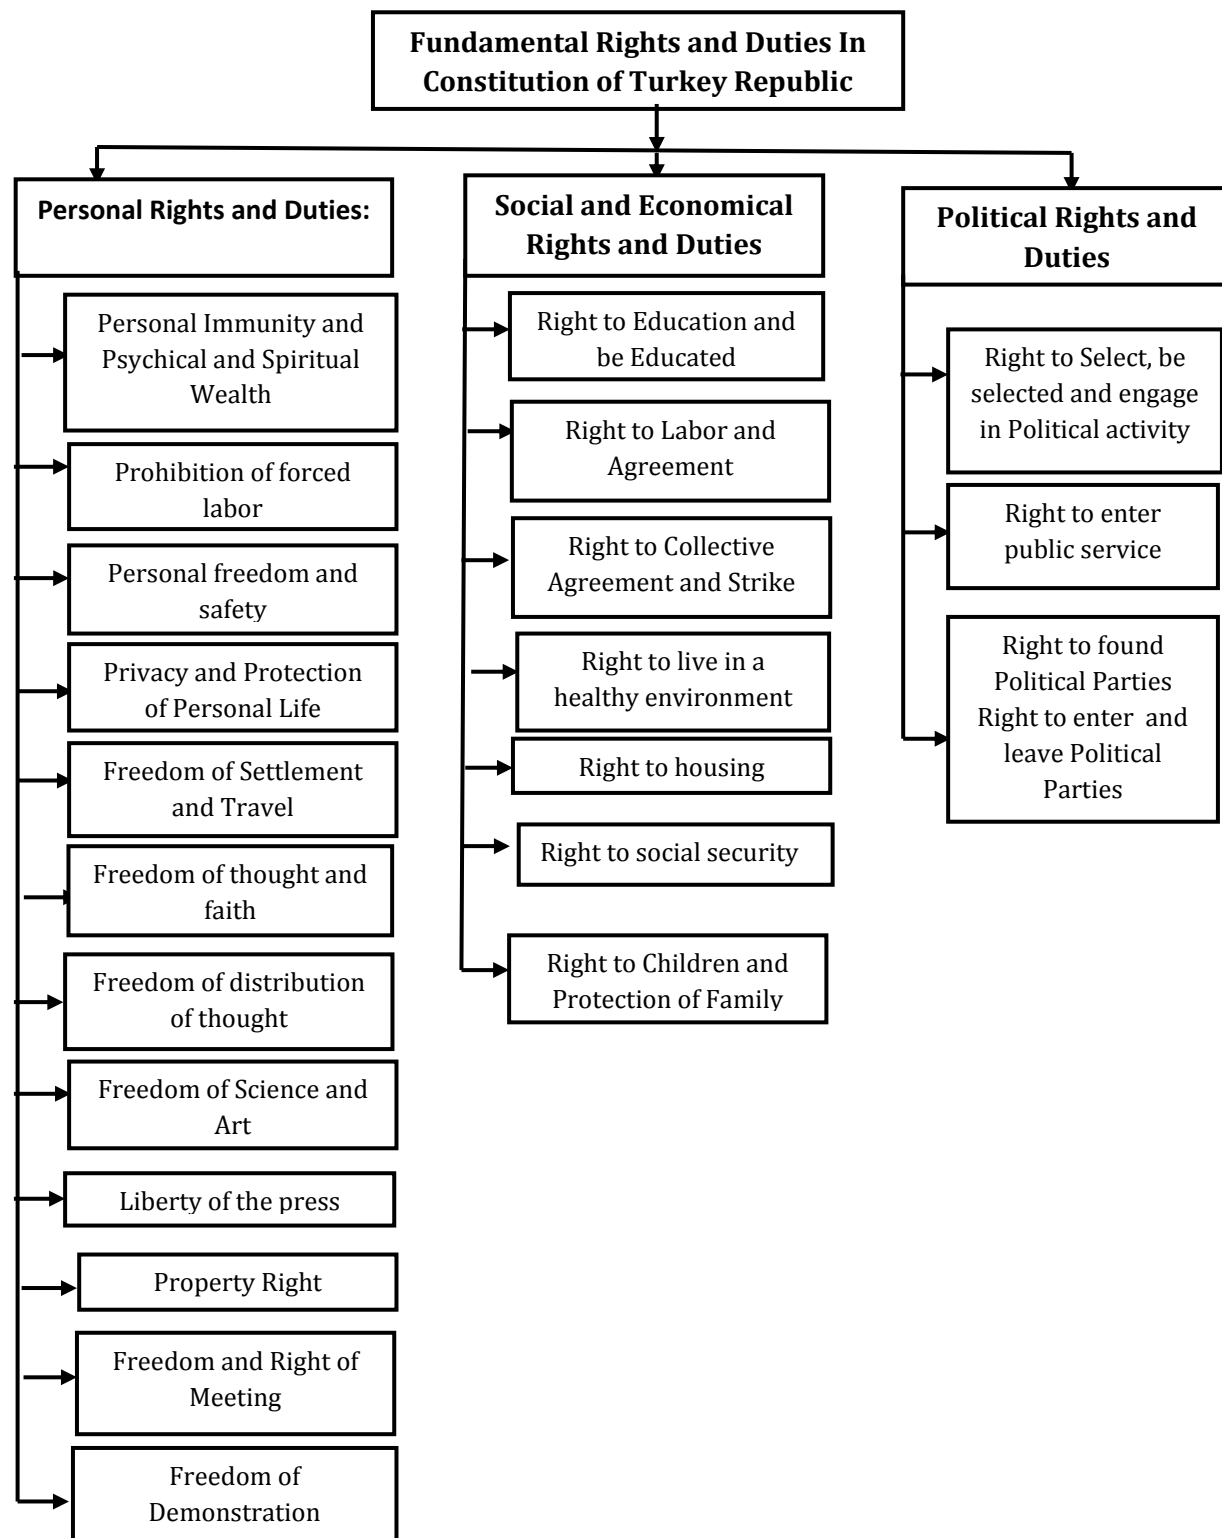 Fundamental Rights and Duties In
Constitution of Turkey Republic
Personal Rights and Duties:
Personal Immunity and
Psychical and Spiritual
Wealth
Prohibition of forced
labor
Personal freedom and
safety
Privacy and Protection
of Personal Life
Freedom of Settlement
and Travel
Freedom of thought and
faith
Freedom of distribution
of thought
Freedom of Science and
Art
Liberty of the press
Property Right
Freedom and Right of
Meeting
Freedom of
Demonstration
Social and Economical
Rights and Duties
Right to Education and
be Educated
Right to Labor and
Agreement
Right to Collective
Agreement and Strike
Right to live in a
healthy environment
Right to housing
Right to social security
Right to Children and
Protection of Family
Political Rights and
Duties
Right to Select, be
selected and engage
in Political activity
Right to enter
public service
Right to found
Political Parties
Right to enter and
leave Political
Parties